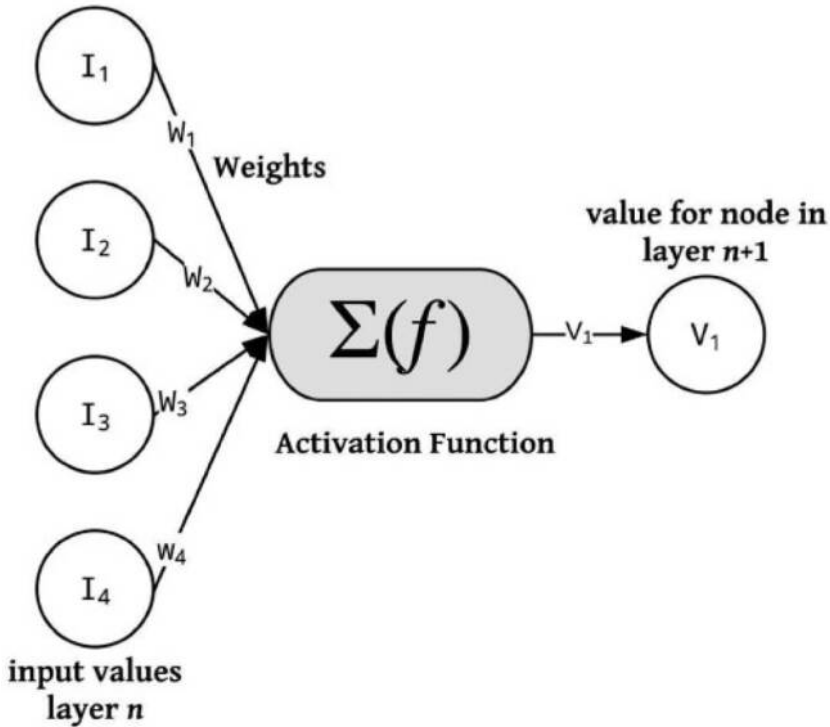 I₁
W₁
Weights
I₂
W₂
value for node in
layer n+1
Σ(f)
V₁
V₁
I₃
W₃
Activation Function
I₄
W₄
input values
layer n